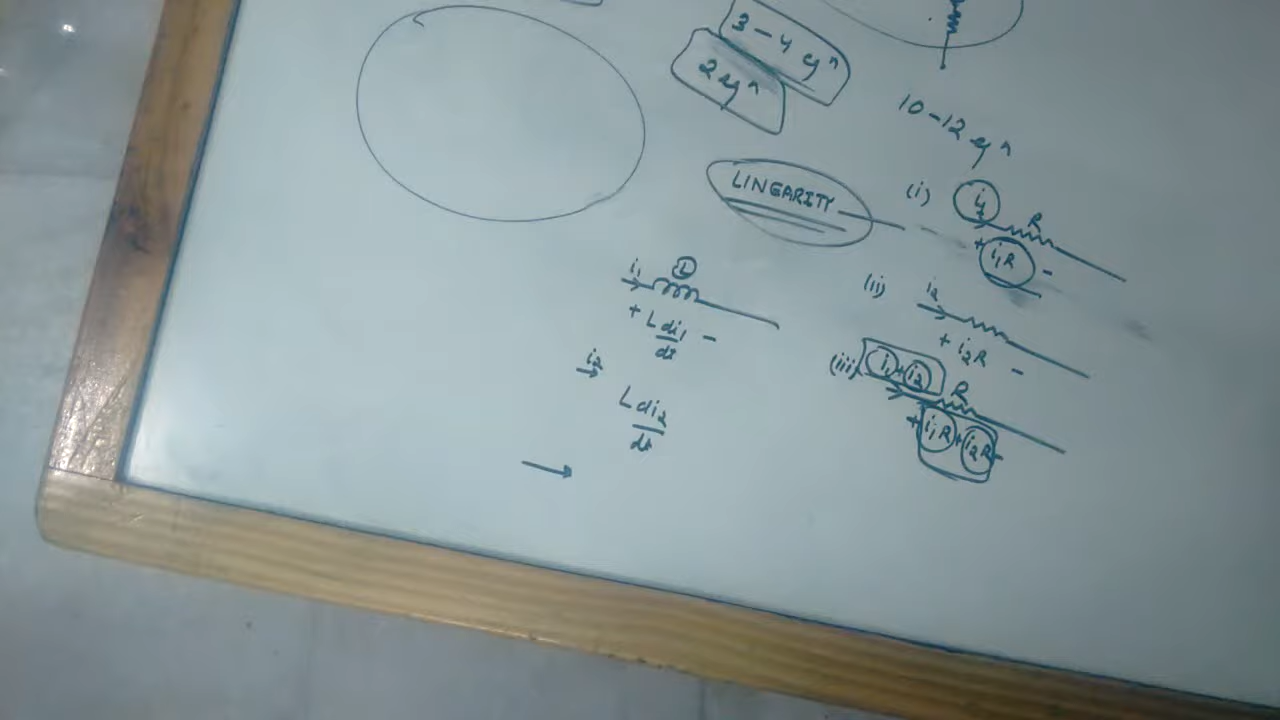 3 - 4 eqⁿ
2 eqⁿ
10 - 12 eqⁿ
LINEARITY
(i) i₁ R
+ i₁R -
(ii) i₂
+ i₂R -
(iii) i₁ + i₂ R
+ i₁R + i₂R -
i₁ L
+ L di₁/dt -
i₂
L di₂/dt